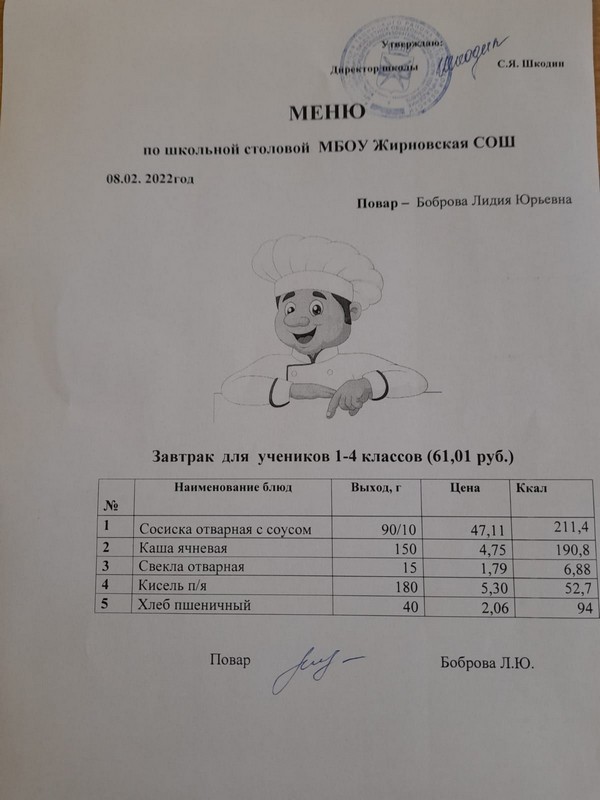 Утверждаю:
Директор школы С.Я. Шкодин
МЕНЮ
по школьной столовой МБОУ Жирновская СОШ
08.02. 2022год
Повар – Боброва Лидия Юрьевна
Завтрак для учеников 1-4 классов (61,01 руб.)
№ Наименование блюд Выход, г Цена Ккал
1 Сосиска отварная с соусом 90/10 47,11 211,4
2 Каша ячневая 150 4,75 190,8
3 Свекла отварная 15 1,79 6,88
4 Кисель п/я 180 5,30 52,7
5 Хлеб пшеничный 40 2,06 94
Повар Боброва Л.Ю.